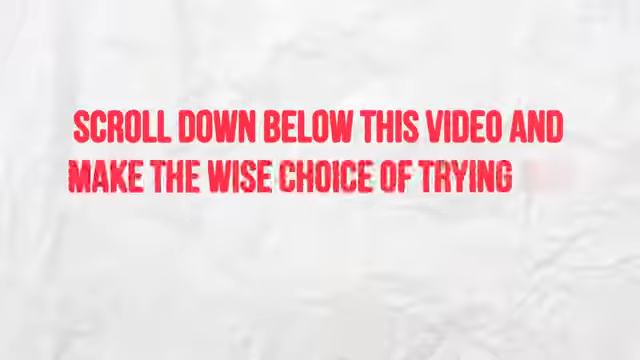 SCROLL DOWN BELOW THIS VIDEO AND
MAKE THE WISE CHOICE OF TRYING